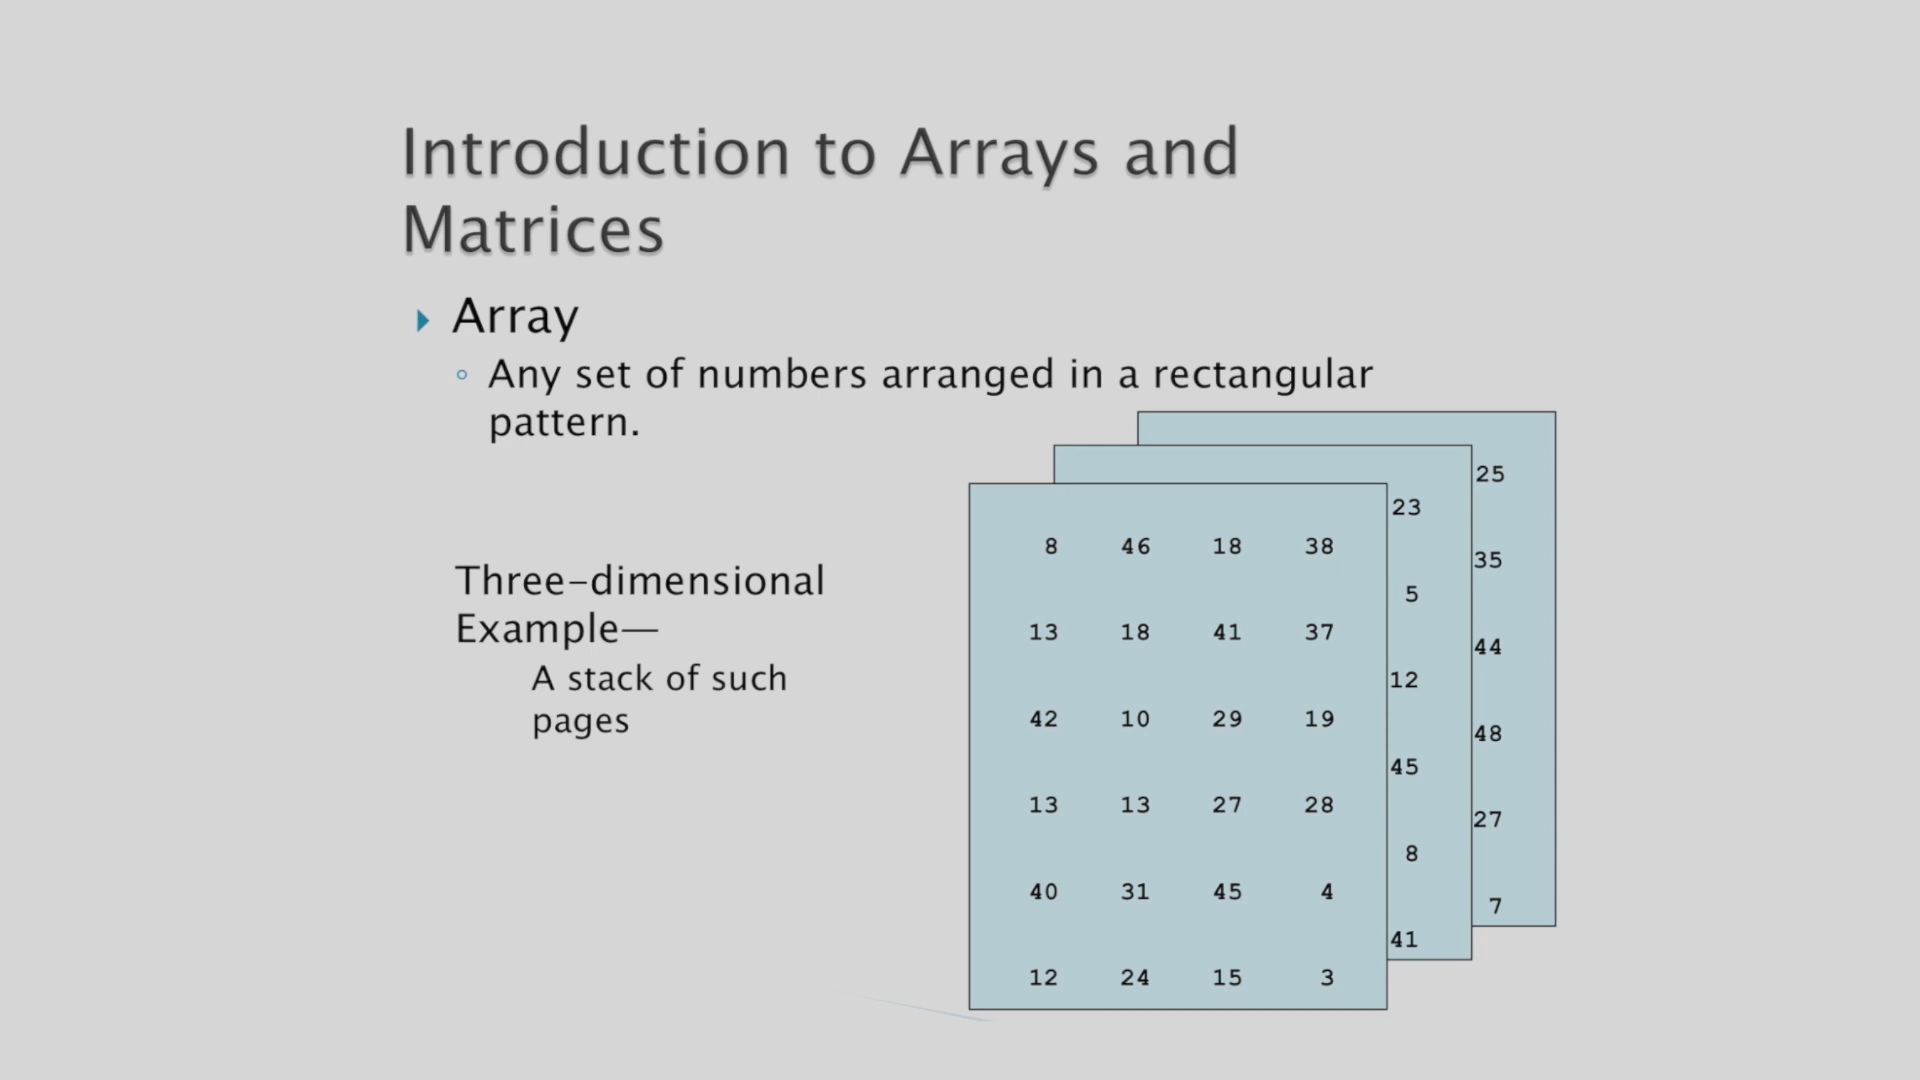 Introduction to Arrays and
Matrices
Array
Any set of numbers arranged in a rectangular
pattern.
Three-dimensional
Example—
A stack of such
pages
8 46 18 38
13 18 41 37
42 10 29 19
13 13 27 28
40 31 45 4
12 24 15 3
23
5
12
45
8
41
25
35
44
48
27
7